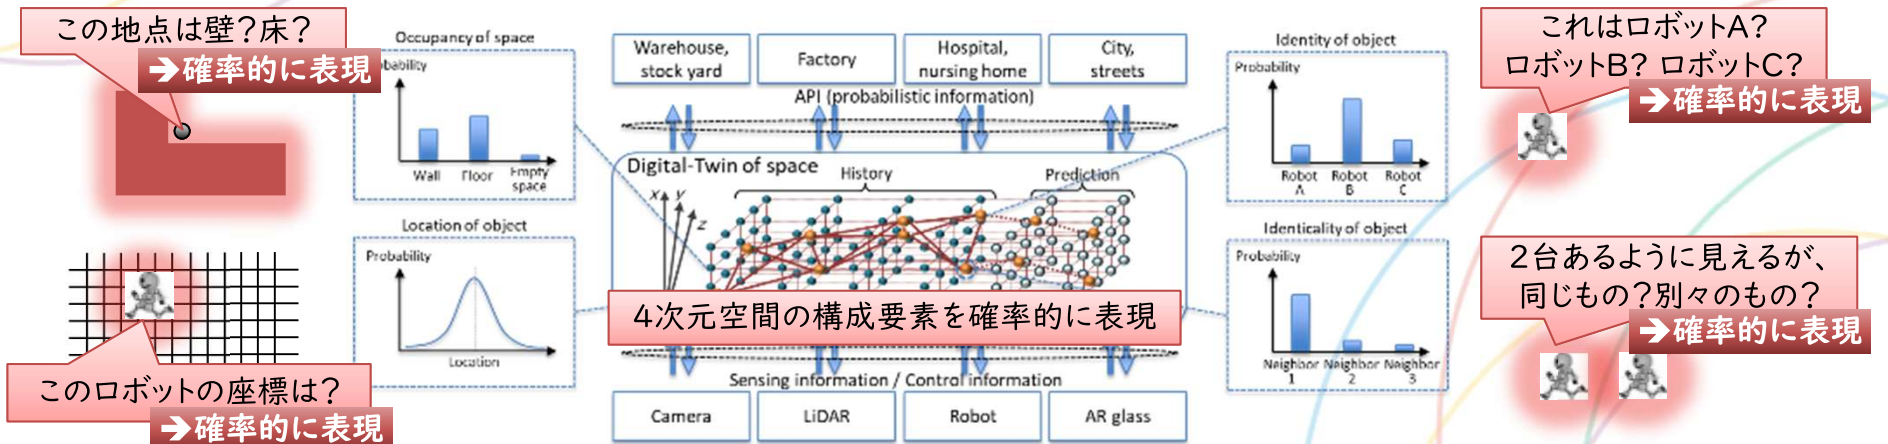 この地点は壁?床?
➔確率的に表現
Occupancy of space
bability
Wall
Floor
Empty
space
Location of object
Probability
Location
このロボットの座標は?
➔確率的に表現
Warehouse,
stock yard
Factory
Hospital,
nursing home
City,
streets
API (probabilistic information)
Digital-Twin of space
History
Prediction
x
y
z
4次元空間の構成要素を確率的に表現
Sensing information / Control information
Camera
LiDAR
Robot
AR glass
Identity of object
Probability
Robot
A
Robot
B
Robot
C
Identicality of object
Probability
Neighbor
1
Neighbor
2
Neighbor
3
これはロボットA?
ロボットB? ロボットC?
➔確率的に表現
2台あるように見えるが、
同じもの?別々のもの?
➔確率的に表現